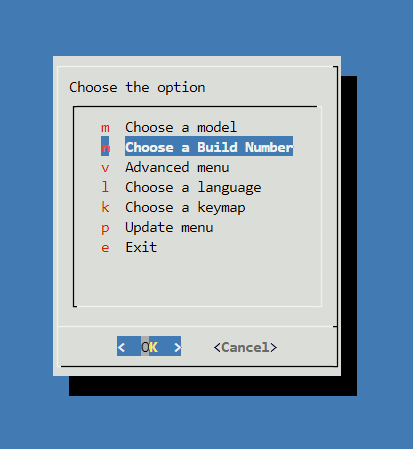 Choose the option
m Choose a model
n Choose a Build Number
v Advanced menu
l Choose a language
k Choose a keymap
p Update menu
e Exit
< OK > <Cancel>